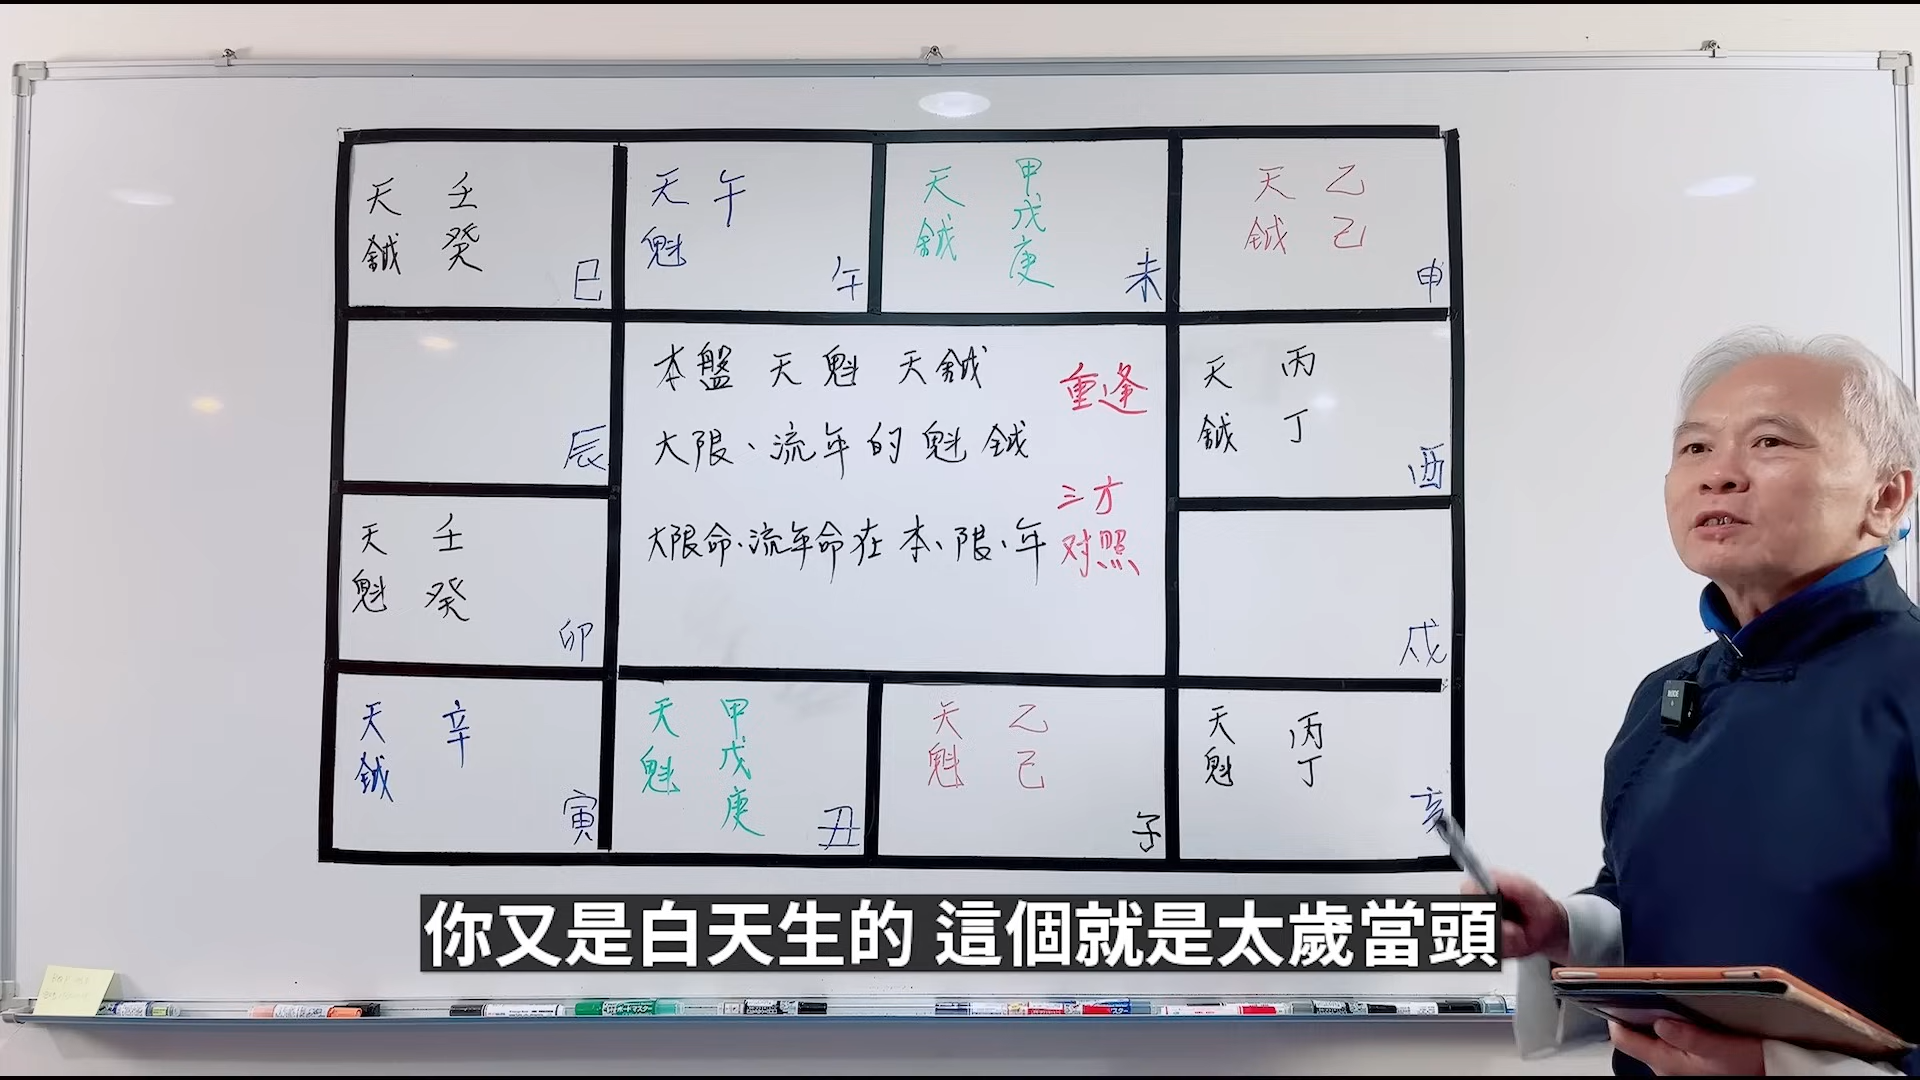 天 壬
鉞 癸
巳
天 午
魁
午
天 甲
鉞 戊
庚
未
天 乙
鉞 己
申
辰
本盤 天魁 天鉞
重逢
大限、流年的魁鉞
三才
大限命、流年命在本、限、年
对照
天 丙
鉞 丁
酉
天 壬
魁 癸
卯
戌
天 辛
鉞
寅
天 甲
魁 戊
庚
丑
天 乙
魁 己
子
天 丙
魁 丁
亥
你又是白天生的 這個就是太歲當頭